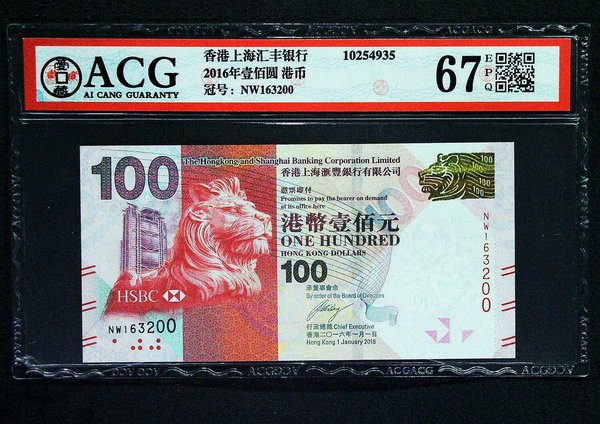 ACG
AI CANG GUARANTY
香港上海汇丰银行
2016年壹佰圆 港币
冠号: NW163200
10254935
67
EPQ
The Hongkong and Shanghai Banking Corporation Limited
香港上海滙豐銀行有限公司
100
憑票即付
Promises to pay the bearer on demand
at its office here
港幣壹佰元
ONE HUNDRED
HONG KONG DOLLARS
100
承董事會命
By order of the Board of Directors
行政總裁 Chief Executive
香港二〇一六年一月一日
Hong Kong 1 January 2016
HSBC
NW163200
NW163200
100